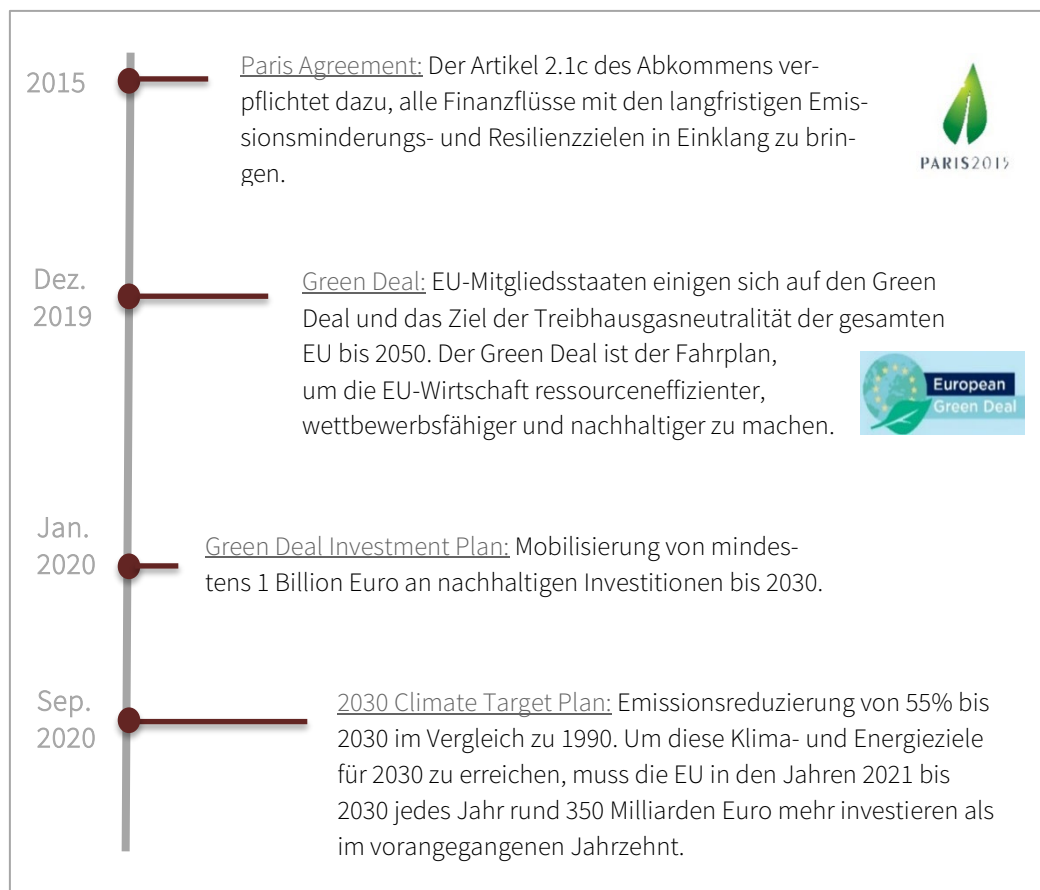 2015
Paris Agreement: Der Artikel 2.1c des Abkommens ver-
pflichtet dazu, alle Finanzflüsse mit den langfristigen Emis-
sionsminderungs- und Resilienzzielen in Einklang zu brin-
gen.
PARIS2015
Dez.
2019
Green Deal: EU-Mitgliedsstaaten einigen sich auf den Green
Deal und das Ziel der Treibhausgasneutralität der gesamten
EU bis 2050. Der Green Deal ist der Fahrplan,
um die EU-Wirtschaft ressourceneffizienter,
wettbewerbsfähiger und nachhaltiger zu machen.
European
Green Deal
Jan.
2020
Green Deal Investment Plan: Mobilisierung von mindes-
tens 1 Billion Euro an nachhaltigen Investitionen bis 2030.
Sep.
2020
2030 Climate Target Plan: Emissionsreduzierung von 55% bis
2030 im Vergleich zu 1990. Um diese Klima- und Energieziele
für 2030 zu erreichen, muss die EU in den Jahren 2021 bis
2030 jedes Jahr rund 350 Milliarden Euro mehr investieren als
im vorangegangenen Jahrzehnt.